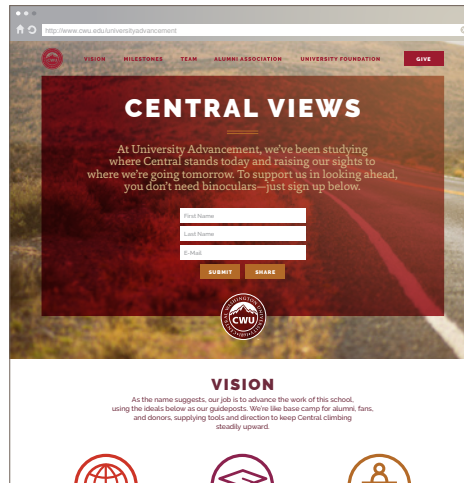 http://www.cwu.edu/universityadvancement
CWU
VISION MILESTONES TEAM ALUMNI ASSOCIATION UNIVERSITY FOUNDATION GIVE
CENTRAL VIEWS
At University Advancement, we've been studying
where Central stands today and raising our sights to
where we're going tomorrow. To support us in looking ahead,
you don't need binoculars—just sign up below.
First Name
Last Name
E-Mail
SUBMIT SHARE
CENTRAL WASHINGTON UNIVERSITY
CWU
VISION
As the name suggests, our job is to advance the work of this school,
using the ideals below as our guideposts. We're like base camp for alumni, fans,
and donors, supplying tools and direction to keep Central climbing
steadily upward.